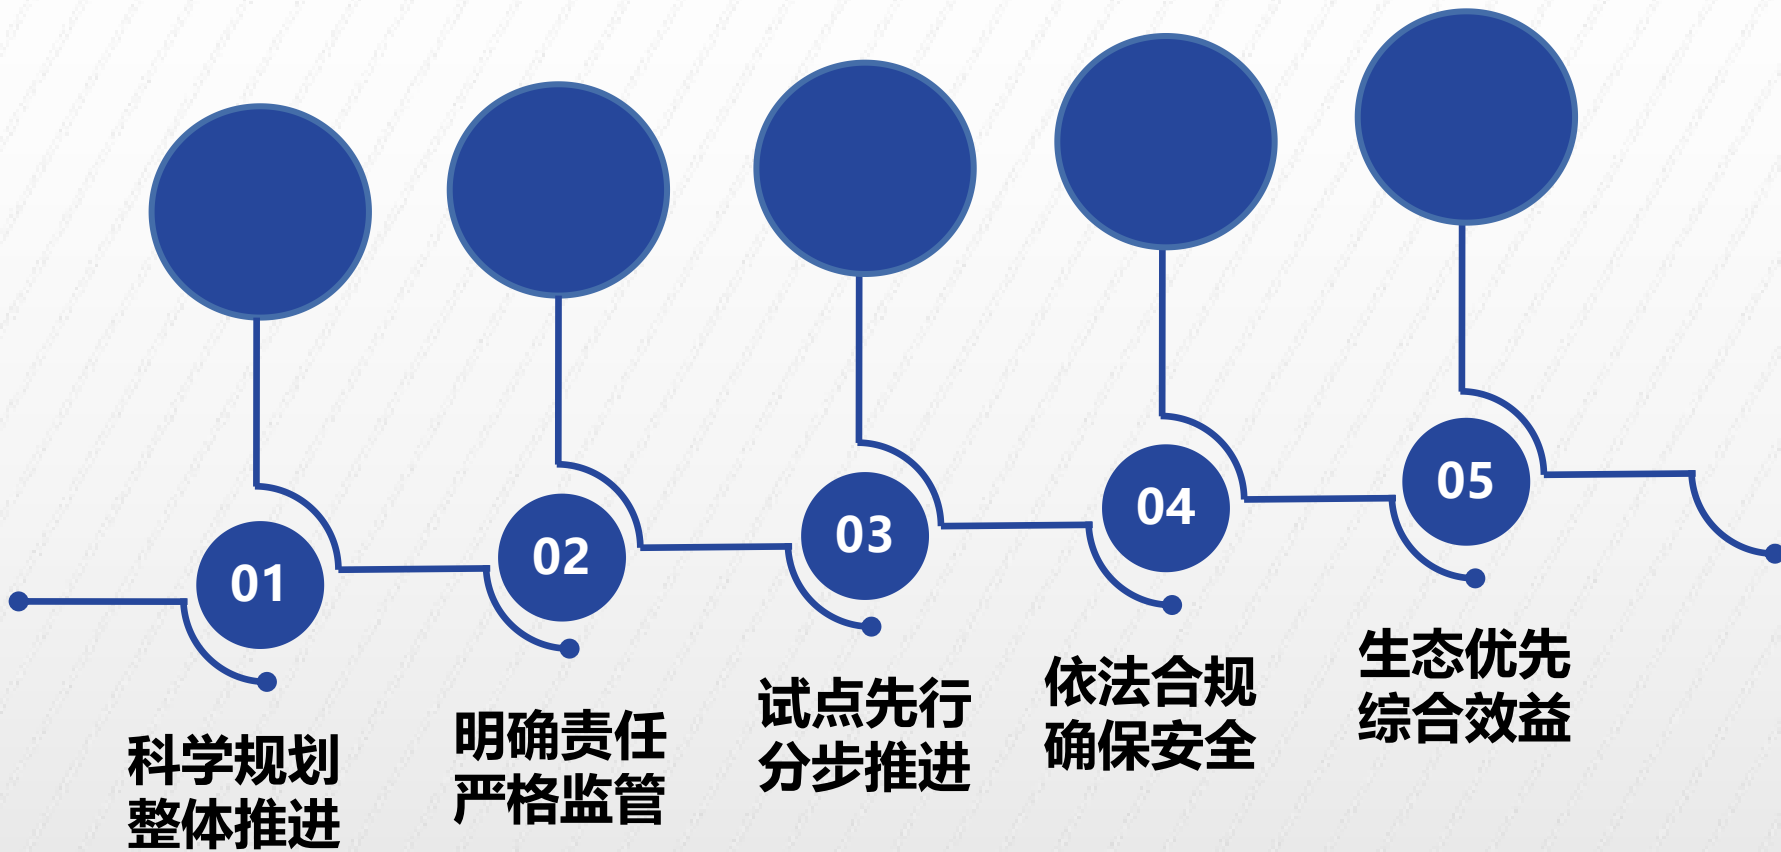 01
科学规划
整体推进
02
明确责任
严格监管
03
试点先行
分步推进
04
依法合规
确保安全
05
生态优先
综合效益